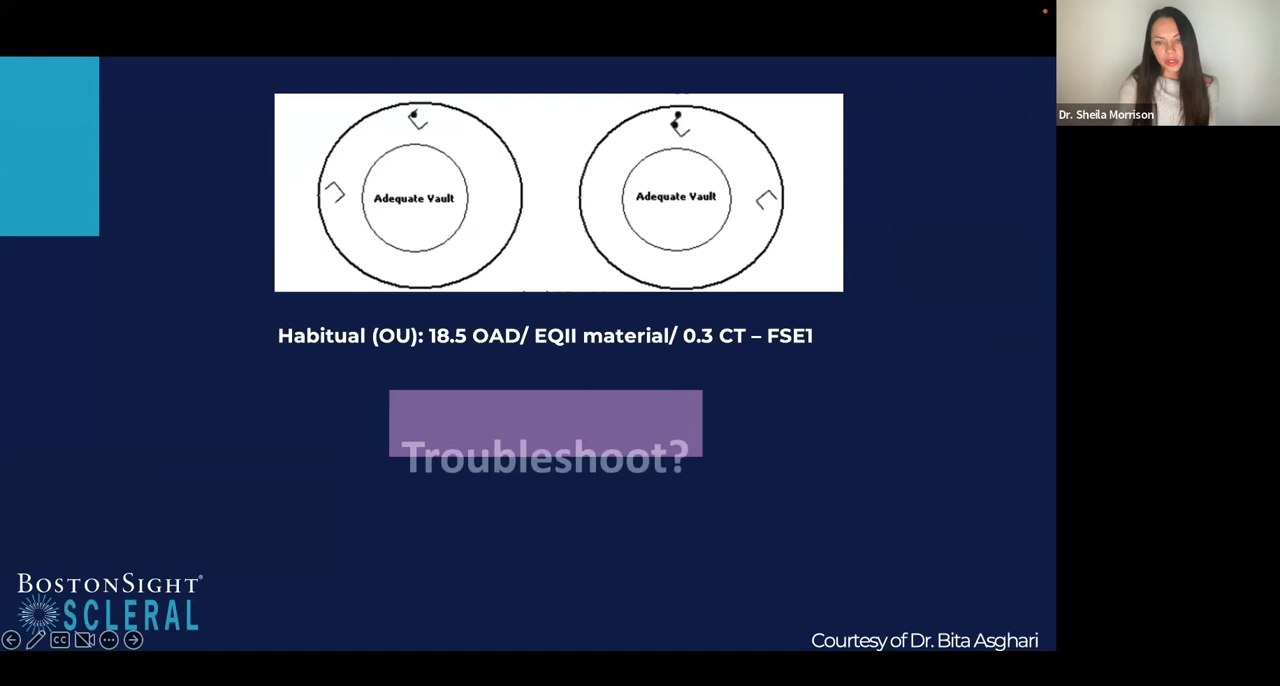 Dr. Sheila Morrison
Adequate Vault
Adequate Vault
Habitual (OU): 18.5 OAD/ EQII material/ 0.3 CT – FSE1
Troubleshoot?
BOSTONSIGHT®
SCLERAL
CC
Courtesy of Dr. Bita Asghari